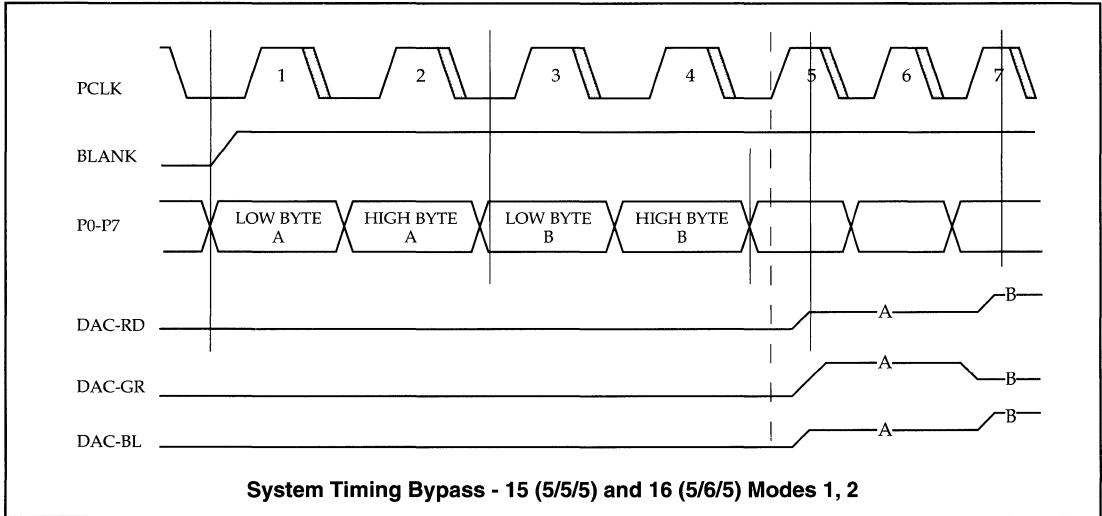 PCLK
1 2 3 4 5 6 7
BLANK
P0-P7
LOW BYTE A
HIGH BYTE A
LOW BYTE B
HIGH BYTE B
DAC-RD
A B
DAC-GR
A B
DAC-BL
A B
System Timing Bypass - 15 (5/5/5) and 16 (5/6/5) Modes 1, 2